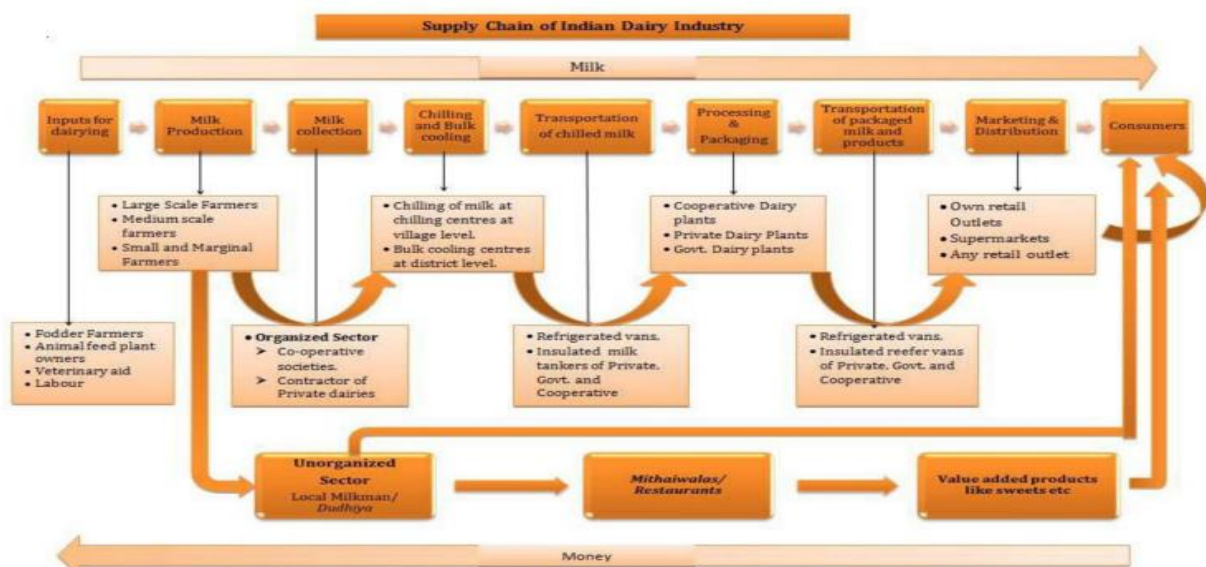 Supply Chain of Indian Dairy Industry
Milk
Inputs for
dairying
Milk
Production
Milk
collection
Chilling
and Bulk
cooling
Transportation
of chilled milk
Processing
&
Packaging
Transportation
of packaged
milk and
products
Marketing &
Distribution
Consumers
• Large Scale Farmers
• Medium scale
farmers
• Small and Marginal
Farmers
• Chilling of milk at
chilling centres at
village level.
• Bulk cooling centres
at district level.
• Cooperative Dairy
plants
• Private Dairy Plants
• Govt. Dairy plants
• Own retail
Outlets
• Supermarkets
• Any retail outlet
• Fodder Farmers
• Animal feed plant
owners
• Veterinary aid
• Labour
• Organized Sector
➢ Co-operative
societies.
➢ Contractor of
Private dairies
• Refrigerated vans.
• Insulated milk
tankers of Private.
Govt. and
Cooperative
• Refrigerated vans.
• Insulated reefer vans
of Private. Govt. and
Cooperative
Unorganized
Sector
Local Milkman/
Dudhiya
Mithaiwalas/
Restaurants
Value added products
like sweets etc
Money